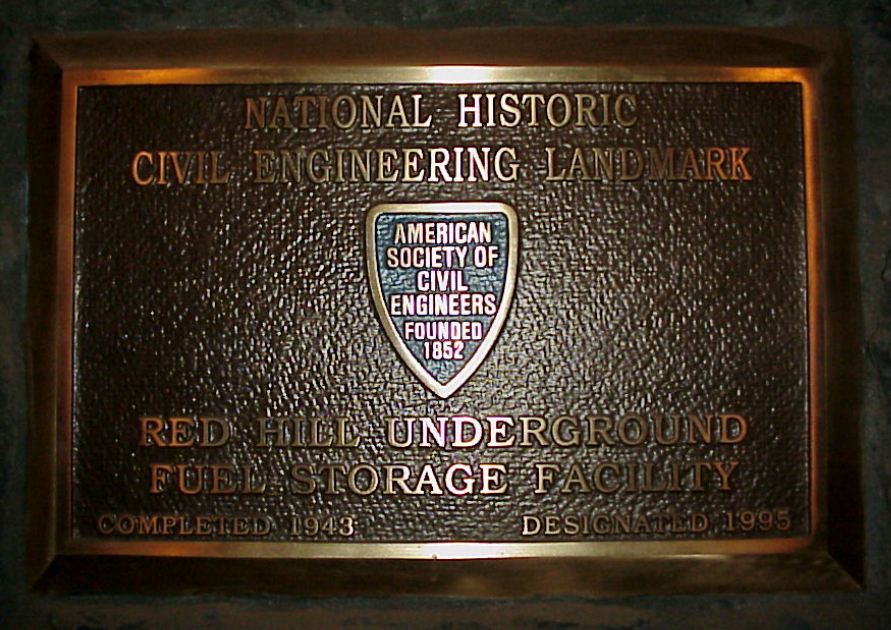 NATIONAL HISTORIC
CIVIL ENGINEERING LANDMARK
AMERICAN
SOCIETY OF
CIVIL
ENGINEERS
FOUNDED
1852
RED HILL UNDERGROUND
FUEL STORAGE FACILITY
COMPLETED 1943 DESIGNATED 1995